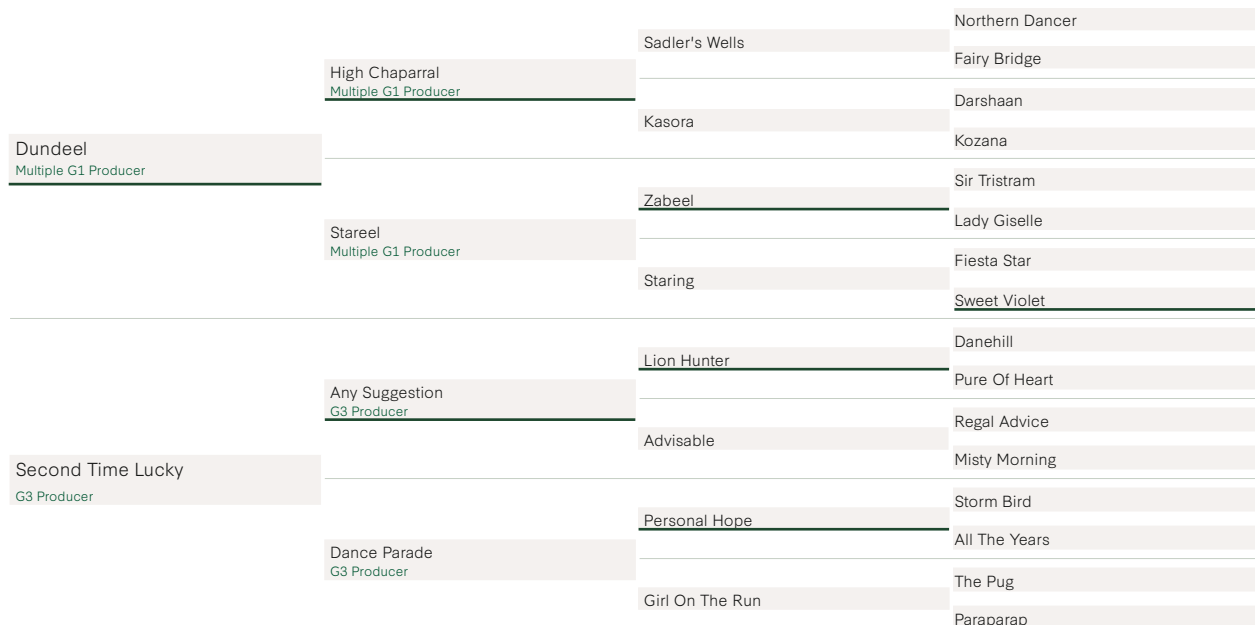 Dundeel
Multiple G1 Producer
Second Time Lucky
G3 Producer
High Chaparral
Multiple G1 Producer
Stareel
Multiple G1 Producer
Any Suggestion
G3 Producer
Dance Parade
G3 Producer
Sadler's Wells
Kasora
Zabeel
Staring
Lion Hunter
Advisable
Personal Hope
Girl On The Run
Northern Dancer
Fairy Bridge
Darshaan
Kozana
Sir Tristram
Lady Giselle
Fiesta Star
Sweet Violet
Danehill
Pure Of Heart
Regal Advice
Misty Morning
Storm Bird
All The Years
The Pug
Paraparap